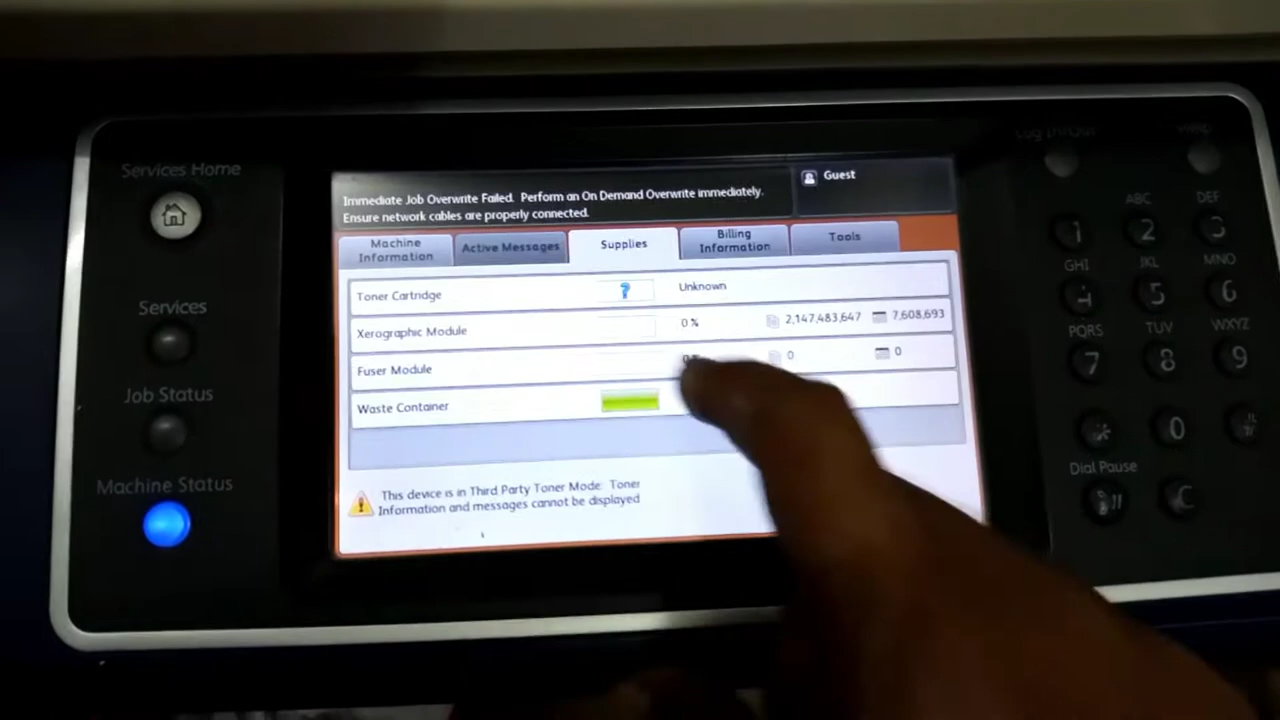 Services Home
Services
Job Status
Machine Status
Immediate Job Overwrite Failed. Perform an On Demand Overwrite immediately.
Ensure network cables are properly connected.
Guest
Machine
Information
Active Messages
Supplies
Billing
Information
Tools
Toner Cartridge ? Unknown
Xerographic Module 0 % 2,147,483,647 7,608,693
Fuser Module 0 0
Waste Container
This device is in Third Party Toner Mode: Toner
Information and messages cannot be displayed
ABC DEF
1 2 3
GHI JKL MNO
4 5 6
PQRS TUV WXYZ
7 8 9
* 0 #
Dial Pause
C